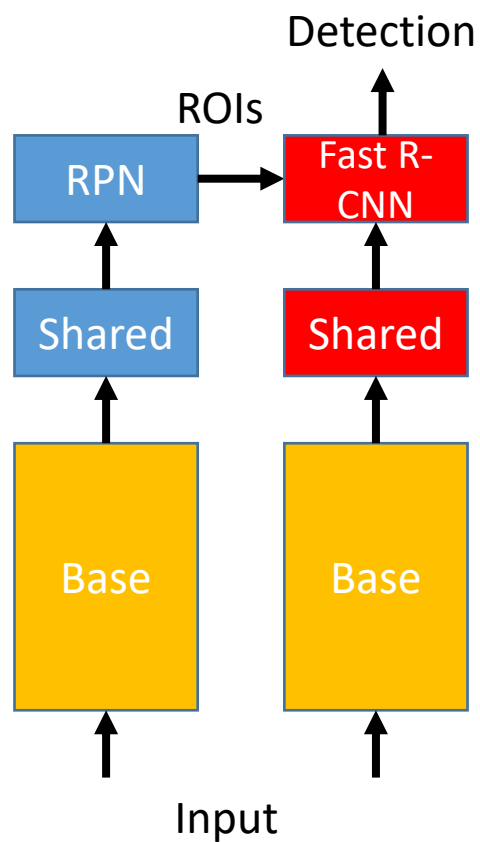 Detection
ROIs
RPN
Fast R-
CNN
Shared
Shared
Base
Base
Input